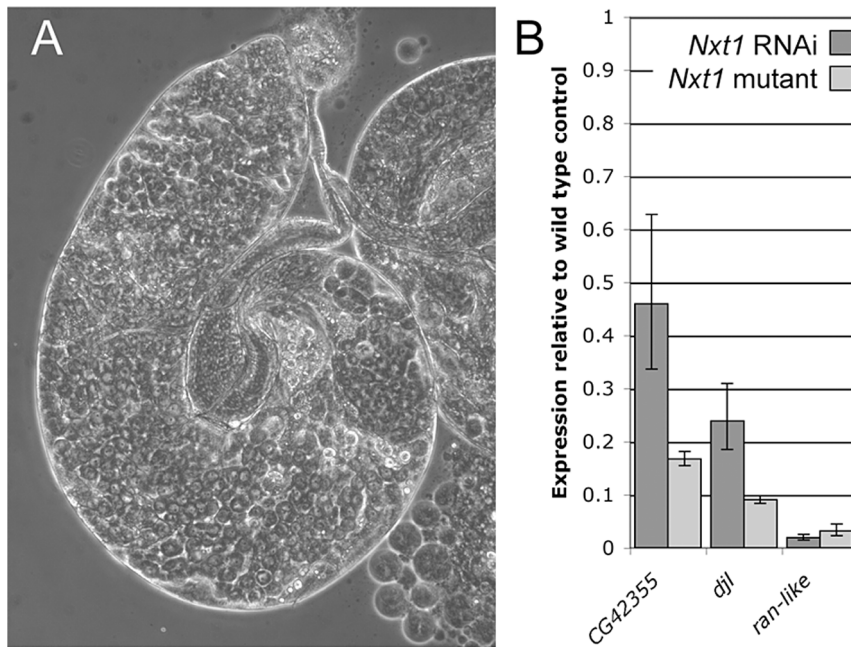 A
B
Expression relative to wild type control
1
0.9
0.8
0.7
0.6
0.5
0.4
0.3
0.2
0.1
0
Nxt1 RNAi
Nxt1 mutant
CG42355
djl
ran-like